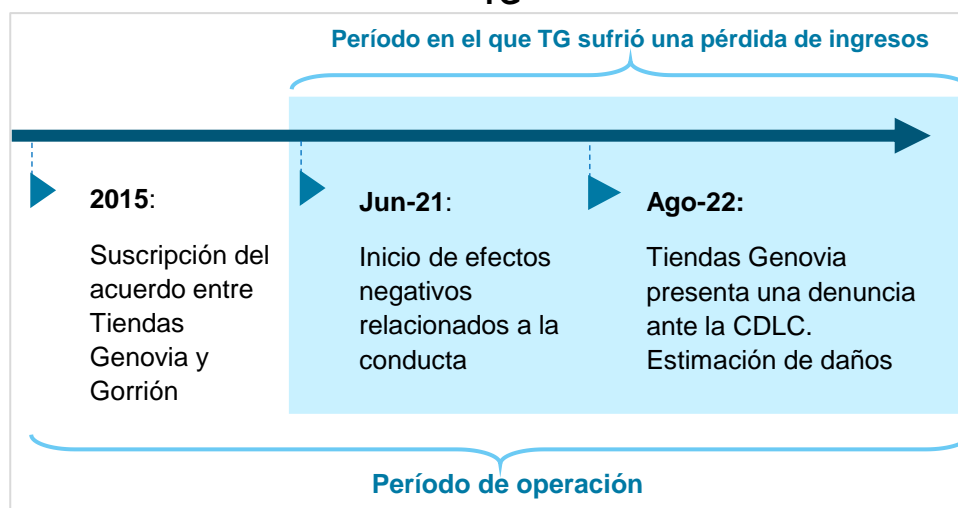 Período en el que TG sufrió una pérdida de ingresos
2015:
Suscripción del
acuerdo entre
Tiendas
Genovia y
Gorrión
Jun-21:
Inicio de efectos
negativos
relacionados a la
conducta
Ago-22:
Tiendas Genovia
presenta una denuncia
ante la CDLC.
Estimación de daños
Período de operación